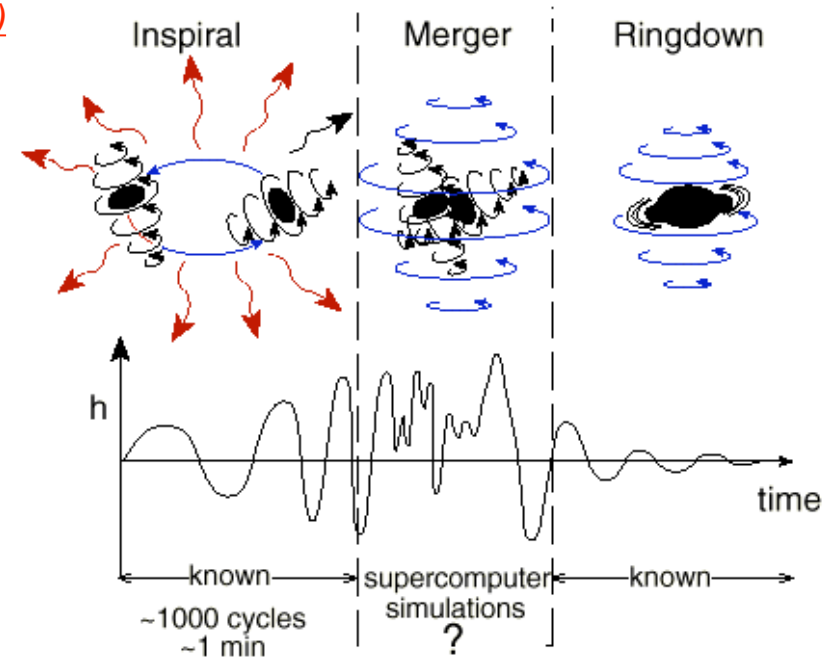 )
Inspiral
Merger
Ringdown
h
time
known
supercomputer
simulations
?
known
~1000 cycles
~1 min